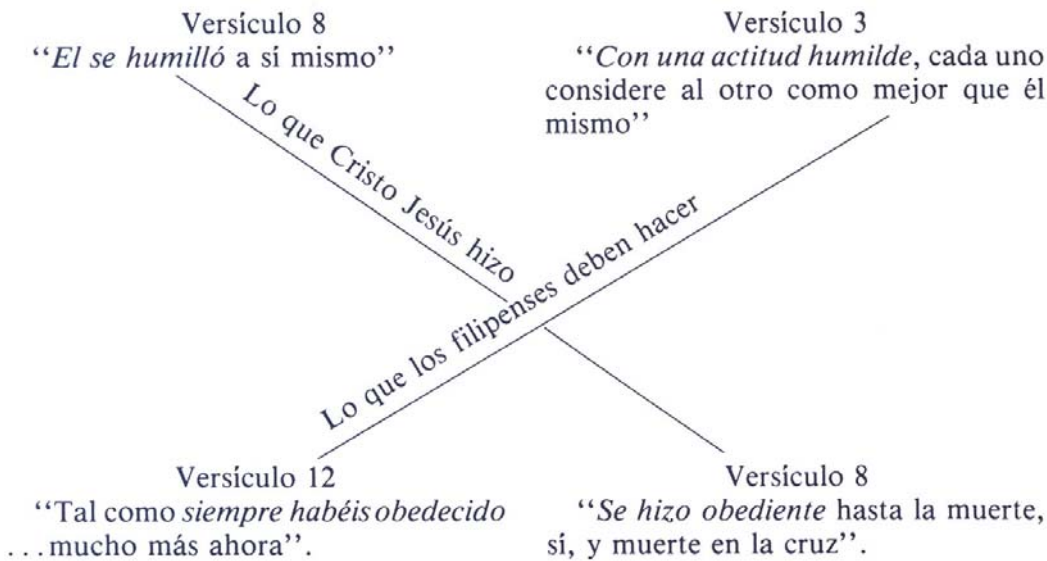 Versículo 8
“El se humilló a sí mismo”
Versículo 3
“Con una actitud humilde, cada uno
considere al otro como mejor que él
mismo”
Lo que Cristo Jesús hizo
Lo que los filipenses deben hacer
Versículo 12
“Tal como siempre habéis obedecido
...mucho más ahora”.
Versículo 8
“Se hizo obediente hasta la muerte,
sí, y muerte en la cruz”.